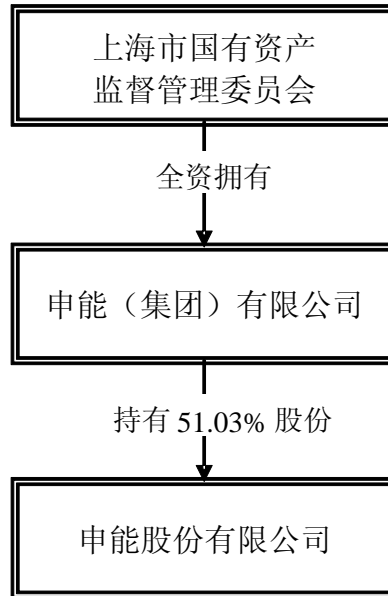 上海市国有资产
监督管理委员会
全资拥有
申能（集团）有限公司
持有 51.03% 股份
申能股份有限公司